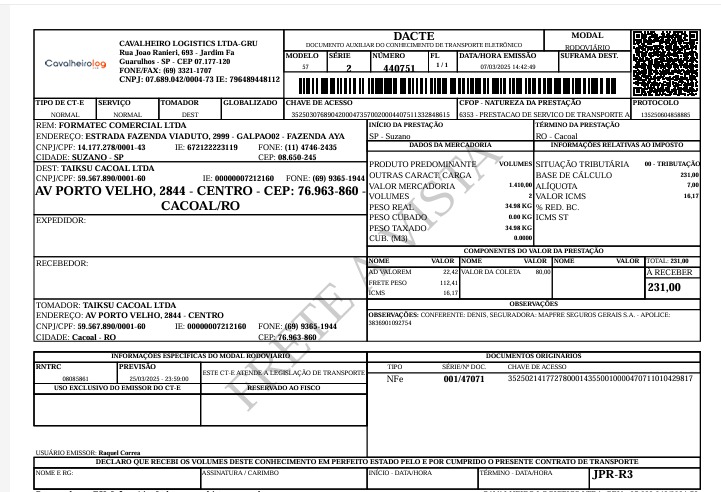 DACTE
DOCUMENTO AUXILIAR DO CONHECIMENTO DE TRANSPORTE ELETRÔNICO
MODAL
RODOVIÁRIO
Cavalheirolog
CAVALHEIRO LOGISTICS LTDA-GRU
Rua Joao Ranieri, 693 - Jardim Fa
Guarulhos - SP - CEP 07.177-120
FONE/FAX: (69) 3321-1707
CNPJ: 07.689.042/0004-73 IE: 796489448112
MODELO SÉRIE NÚMERO FL DATA/HORA EMISSÃO SUFRAMA DEST.
57 2 440751 1 / 1 07/03/2025 14:42:49
TIPO DE CT-E SERVIÇO TOMADOR GLOBALIZADO CHAVE DE ACESSO CFOP - NATUREZA DA PRESTAÇÃO PROTOCOLO
NORMAL NORMAL DEST 6353 - PRESTACAO DE SERVICO DE TRANSPORTE A 135250604858885
REM: FORMATEC COMERCIAL LTDA
ENDEREÇO: ESTRADA FAZENDA VIADUTO, 2999 - GALPAO02 - FAZENDA AYA
CNPJ/CPF: 14.177.278/0001-43 IE: 672122223119 FONE: (11) 4746-2435
CIDADE: SUZANO - SP CEP: 08.650-245
INÍCIO DA PRESTAÇÃO TÉRMINO DA PRESTAÇÃO
SP - Suzano RO - Cacoal
DEST: TAIKSU CACOAL LTDA
CNPJ/CPF: 59.567.890/0001-60 IE: 00000007212160 FONE: (69) 9365-1944
AV PORTO VELHO, 2844 - CENTRO - CEP: 76.963-860 -
CACOAL/RO
DADOS DA MERCADORIA INFORMAÇÕES RELATIVAS AO IMPOSTO
PRODUTO PREDOMINANTE VOLUMES SITUAÇÃO TRIBUTÁRIA 00 - TRIBUTAÇÃO
OUTRAS CARACT. CARGA BASE DE CÁLCULO 231,00
VALOR MERCADORIA 1.410,00 ALÍQUOTA 7,00
VOLUMES 2 VALOR ICMS 16,17
PESO REAL 34.98 KG % RED. BC.
PESO CUBADO 0.00 KG ICMS ST
PESO TAXADO 34.98 KG
CUB. (M3) 0.0000
EXPEDIDOR:
RECEBEDOR:
COMPONENTES DO VALOR DA PRESTAÇÃO
NOME VALOR NOME VALOR NOME VALOR TOTAL: 231,00
AD VALOREM 22,42 VALOR DA COLETA 80,00 À RECEBER
FRETE PESO 112,41 231,00
ICMS 16,17
FRETE A VISTA
TOMADOR: TAIKSU CACOAL LTDA
ENDEREÇO: AV PORTO VELHO, 2844 - CENTRO
CNPJ/CPF: 59.567.890/0001-60 IE: 00000007212160 FONE: (69) 9365-1944
CIDADE: Cacoal - RO CEP: 76.963-860
OBSERVAÇÕES
OBSERVAÇÕES: CONFERENTE: DENIS, SEGURADORA: MAPFRE SEGUROS GERAIS S.A. - APOLICE:
3836901092754
INFORMAÇÕES ESPECÍFICAS DO MODAL RODOVIÁRIO DOCUMENTOS ORIGINÁRIOS
RNTRC PREVISÃO ESTE CT-E ATENDE A LEGISLAÇÃO DE TRANSPORTE
08085861 25/03/2025 - 23:59:00
TIPO SÉRIE/Nº DOC. CHAVE DE ACESSO
NFe 001/47071 35250214177278000143550010000470711010429817
USO EXCLUSIVO DO EMISSOR DO CT-E RESERVADO AO FISCO
USUÁRIO EMISSOR: Raquel Correa
DECLARO QUE RECEBI OS VOLUMES DESTE CONHECIMENTO EM PERFEITO ESTADO PELO E POR CUMPRIDO O PRESENTE CONTRATO DE TRANSPORTE
NOME E RG: ASSINATURA / CARIMBO INÍCIO - DATA/HORA TÉRMINO - DATA/HORA JPR-R3